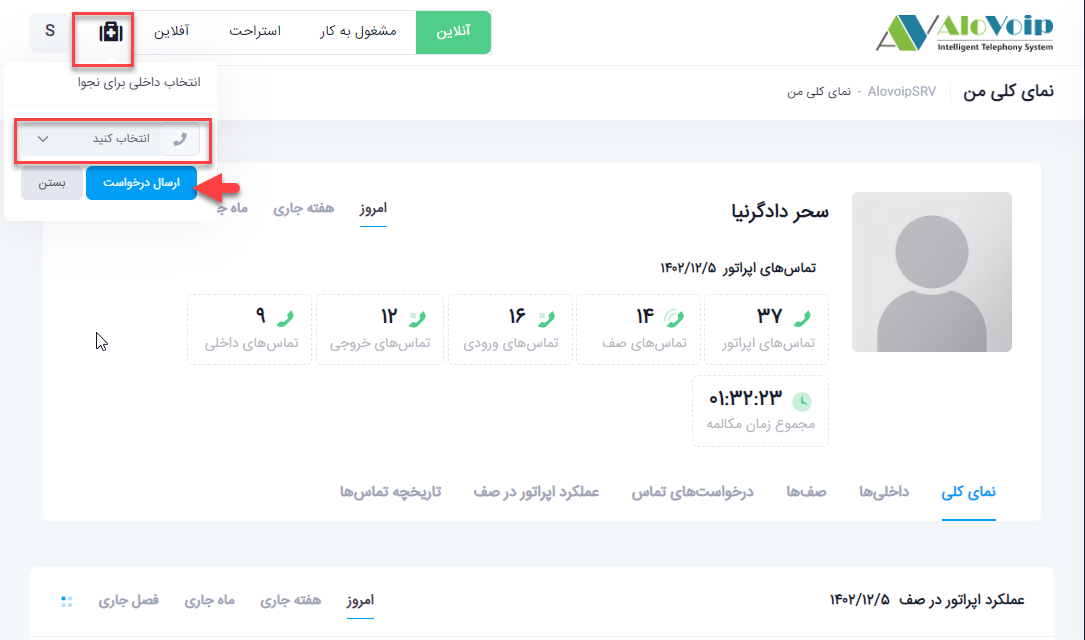 AloVoip
Intelligent Telephony System
آنلاین
مشغول به کار
استراحت
آفلاین
S
نمای کلی من
AlovoipSRV - نمای کلی من
انتخاب داخلی برای نجوا
انتخاب کنید
ارسال درخواست
بستن
سحر دادگرنیا
امروز
هفته جاری
تماس‌های اپراتور ۱۴۰۲/۱۲/۵
۳۷
تماس‌های اپراتور
۱۴
تماس‌های صف
۱۶
تماس‌های ورودی
۱۲
تماس‌های خروجی
۹
تماس‌های داخلی
۰۱:۳۲:۲۳
مجموع زمان مکالمه
نمای کلی
داخلی‌ها
صف‌ها
درخواست‌های تماس
عملکرد اپراتور در صف
تاریخچه تماس‌ها
عملکرد اپراتور در صف ۱۴۰۲/۱۲/۵
امروز
هفته جاری
ماه جاری
فصل جاری